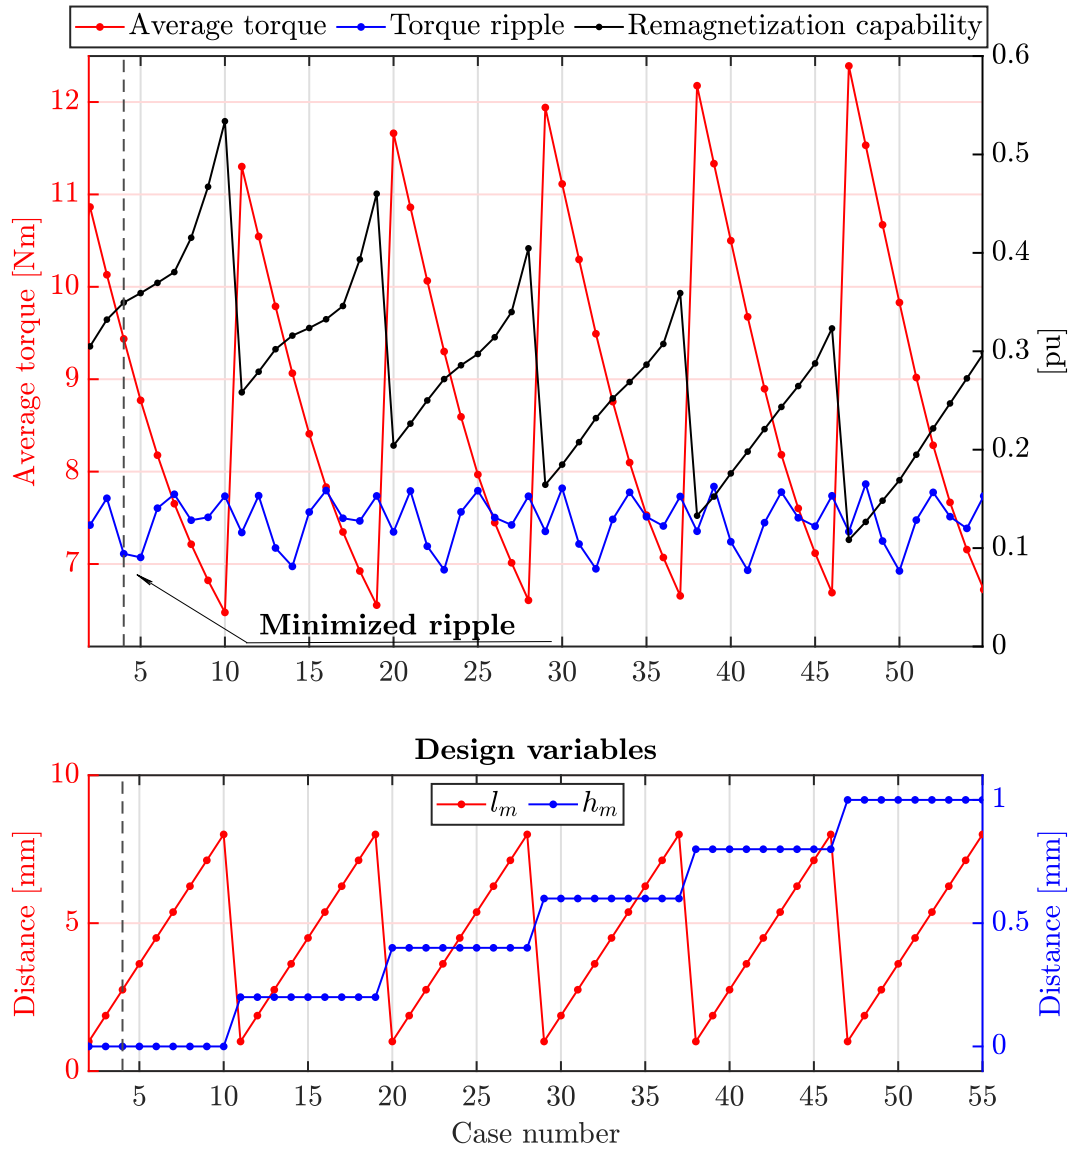 Average torque Torque ripple Remagnetization capability
0.6
12
0.5
11
0.4
10
0.3
9
0.2
8
0.1
7
0
Average torque [Nm]
[pu]
Minimized ripple
5 10 15 20 25 30 35 40 45 50
Design variables
10
5
0
Distance [mm]
l_m h_m
1
0.5
0
Distance [mm]
5 10 15 20 25 30 35 40 45 50 55
Case number